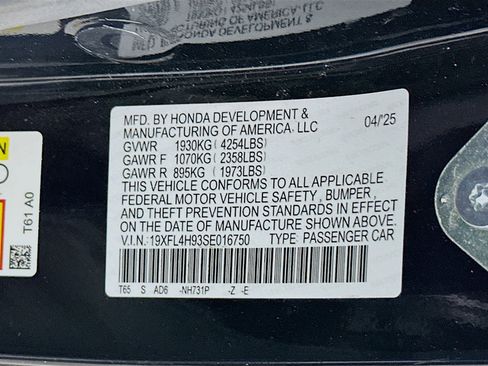 MFD. BY HONDA DEVELOPMENT &
MANUFACTURING OF AMERICA, LLC 04/'25
GVWR 1930KG (4254LBS)
GAWR F 1070KG (2358LBS)
GAWR R 895KG (1973LBS)
THIS VEHICLE CONFORMS TO ALL APPLICABLE
FEDERAL MOTOR VEHICLE SAFETY, BUMPER,
AND THEFT PREVENTION STANDARDS IN EFFECT
ON THE DATE OF MANUFACTURE SHOWN ABOVE.
V.I.N.:19XFL4H93SE016750 TYPE: PASSENGER CAR
T65 S AD6 -NH731P -Z -E
T61 A0